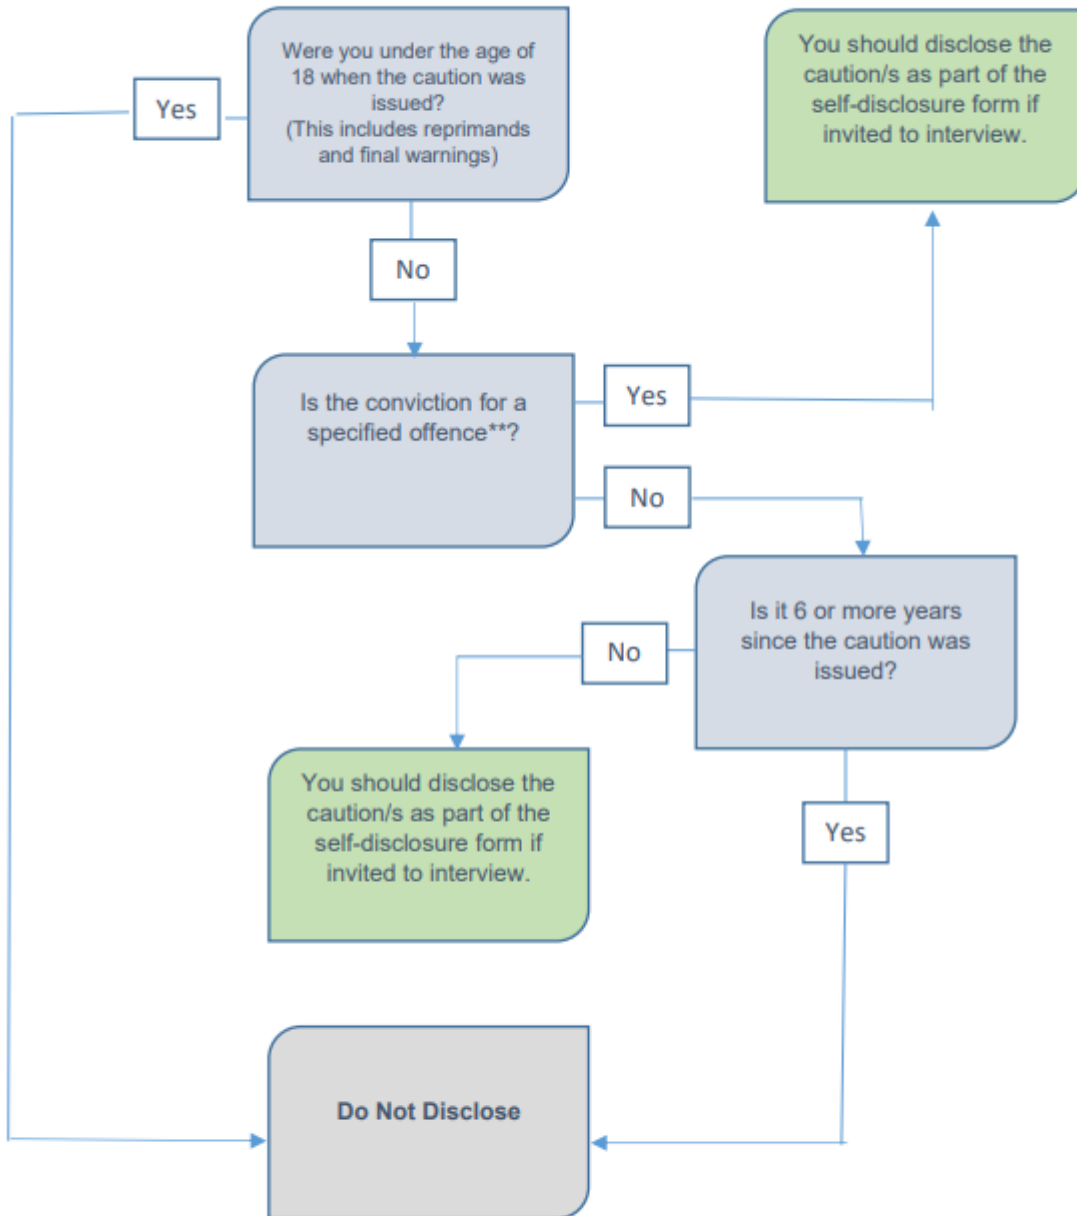 Were you under the age of
18 when the caution was
issued?
(This includes reprimands
and final warnings)
You should disclose the
caution/s as part of the
self-disclosure form if
invited to interview.
Yes
No
Is the conviction for a
specified offence**?
Yes
No
Is it 6 or more years
since the caution was
issued?
No
You should disclose the
caution/s as part of the
self-disclosure form if
invited to interview.
Yes
Do Not Disclose